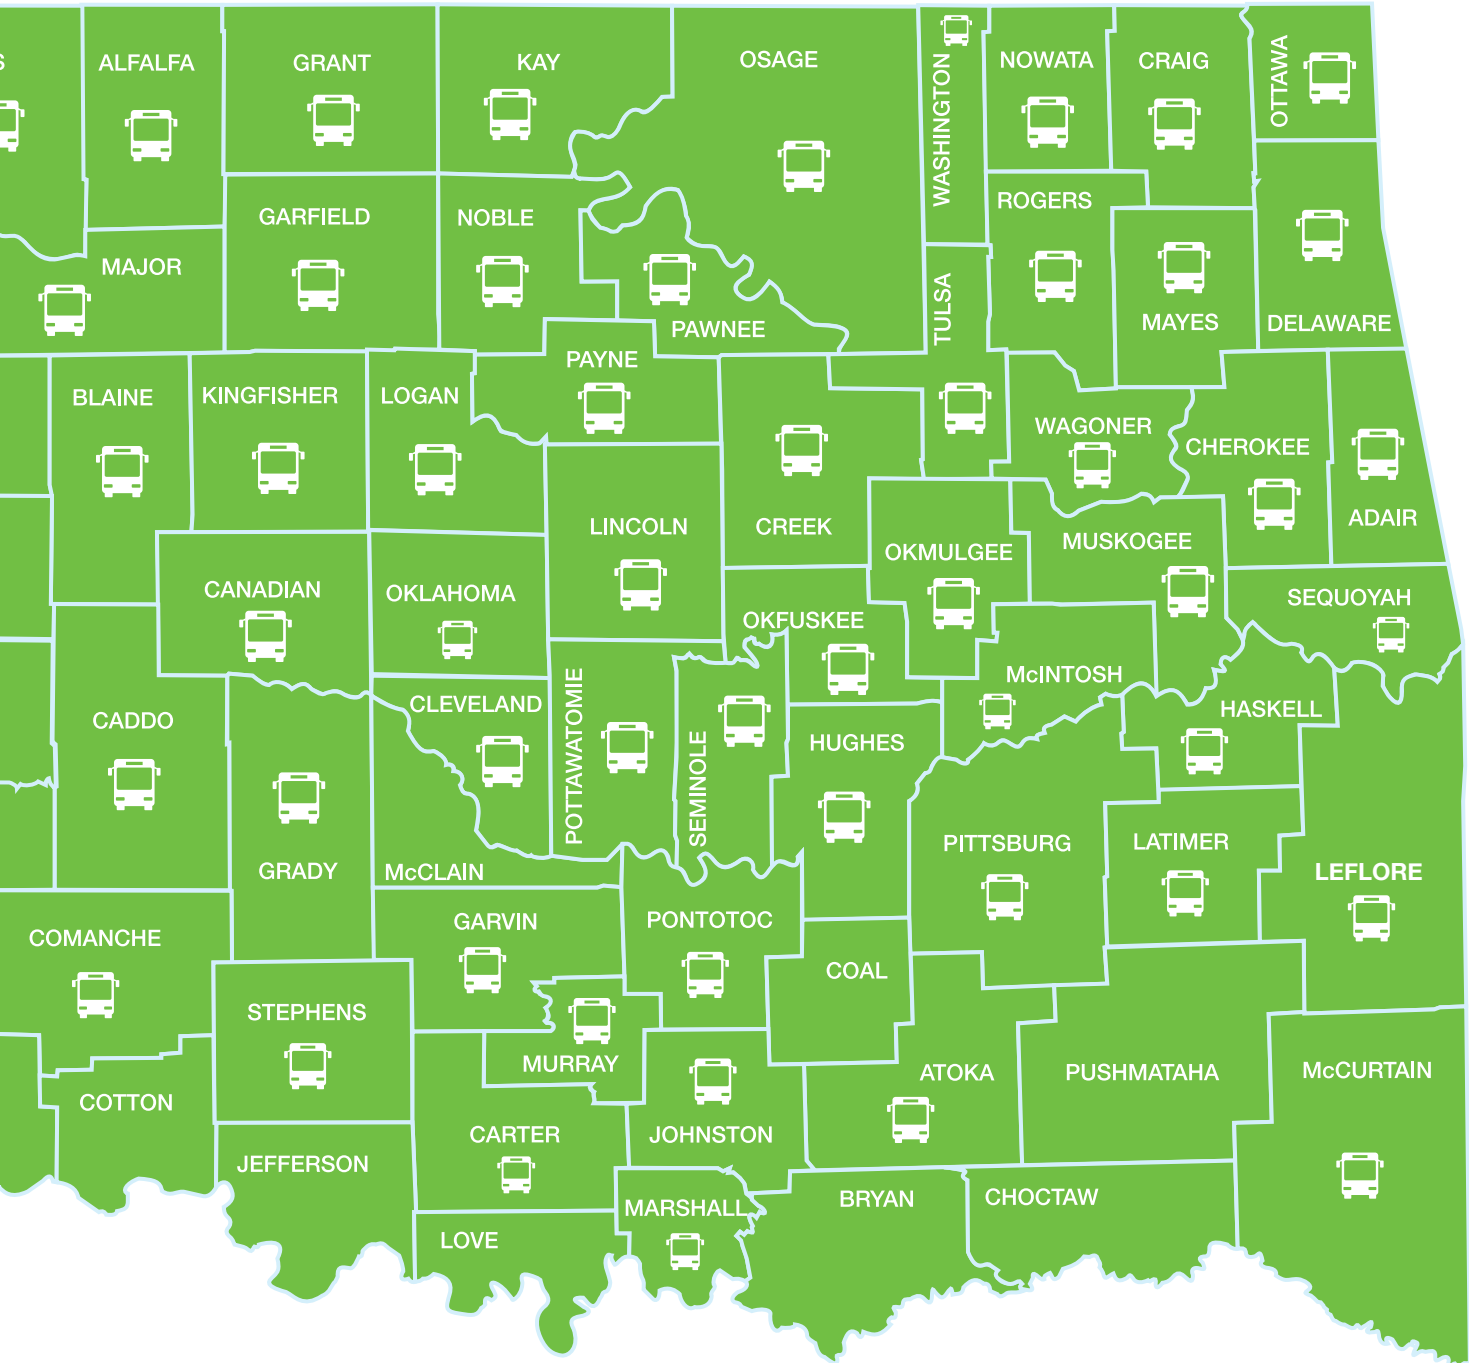 S
ALFALFA
GRANT
KAY
OSAGE
WASHINGTON
NOWATA
CRAIG
OTTAWA
GARFIELD
NOBLE
ROGERS
MAJOR
PAWNEE
TULSA
MAYES
DELAWARE
PAYNE
BLAINE
KINGFISHER
LOGAN
WAGONER
CHEROKEE
LINCOLN
CREEK
OKMULGEE
MUSKOGEE
ADAIR
CANADIAN
OKLAHOMA
OKFUSKEE
SEQUOYAH
McINTOSH
CADDO
CLEVELAND
POTTAWATOMIE
SEMINOLE
HUGHES
HASKELL
GRADY
McCLAIN
PITTSBURG
LATIMER
LEFLORE
COMANCHE
GARVIN
PONTOTOC
COAL
STEPHENS
MURRAY
ATOKA
PUSHMATAHA
McCURTAIN
COTTON
CARTER
JOHNSTON
JEFFERSON
MARSHALL
BRYAN
CHOCTAW
LOVE